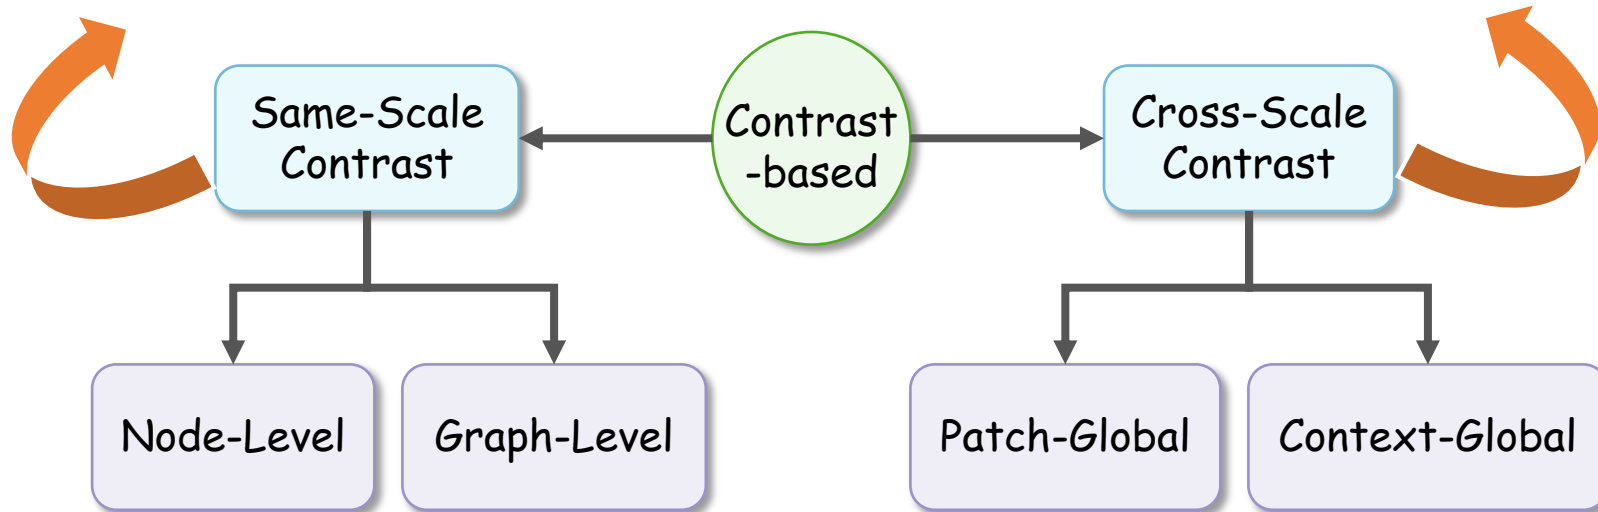 Same-Scale
Contrast
Contrast
-based
Cross-Scale
Contrast
Node-Level
Graph-Level
Patch-Global
Context-Global